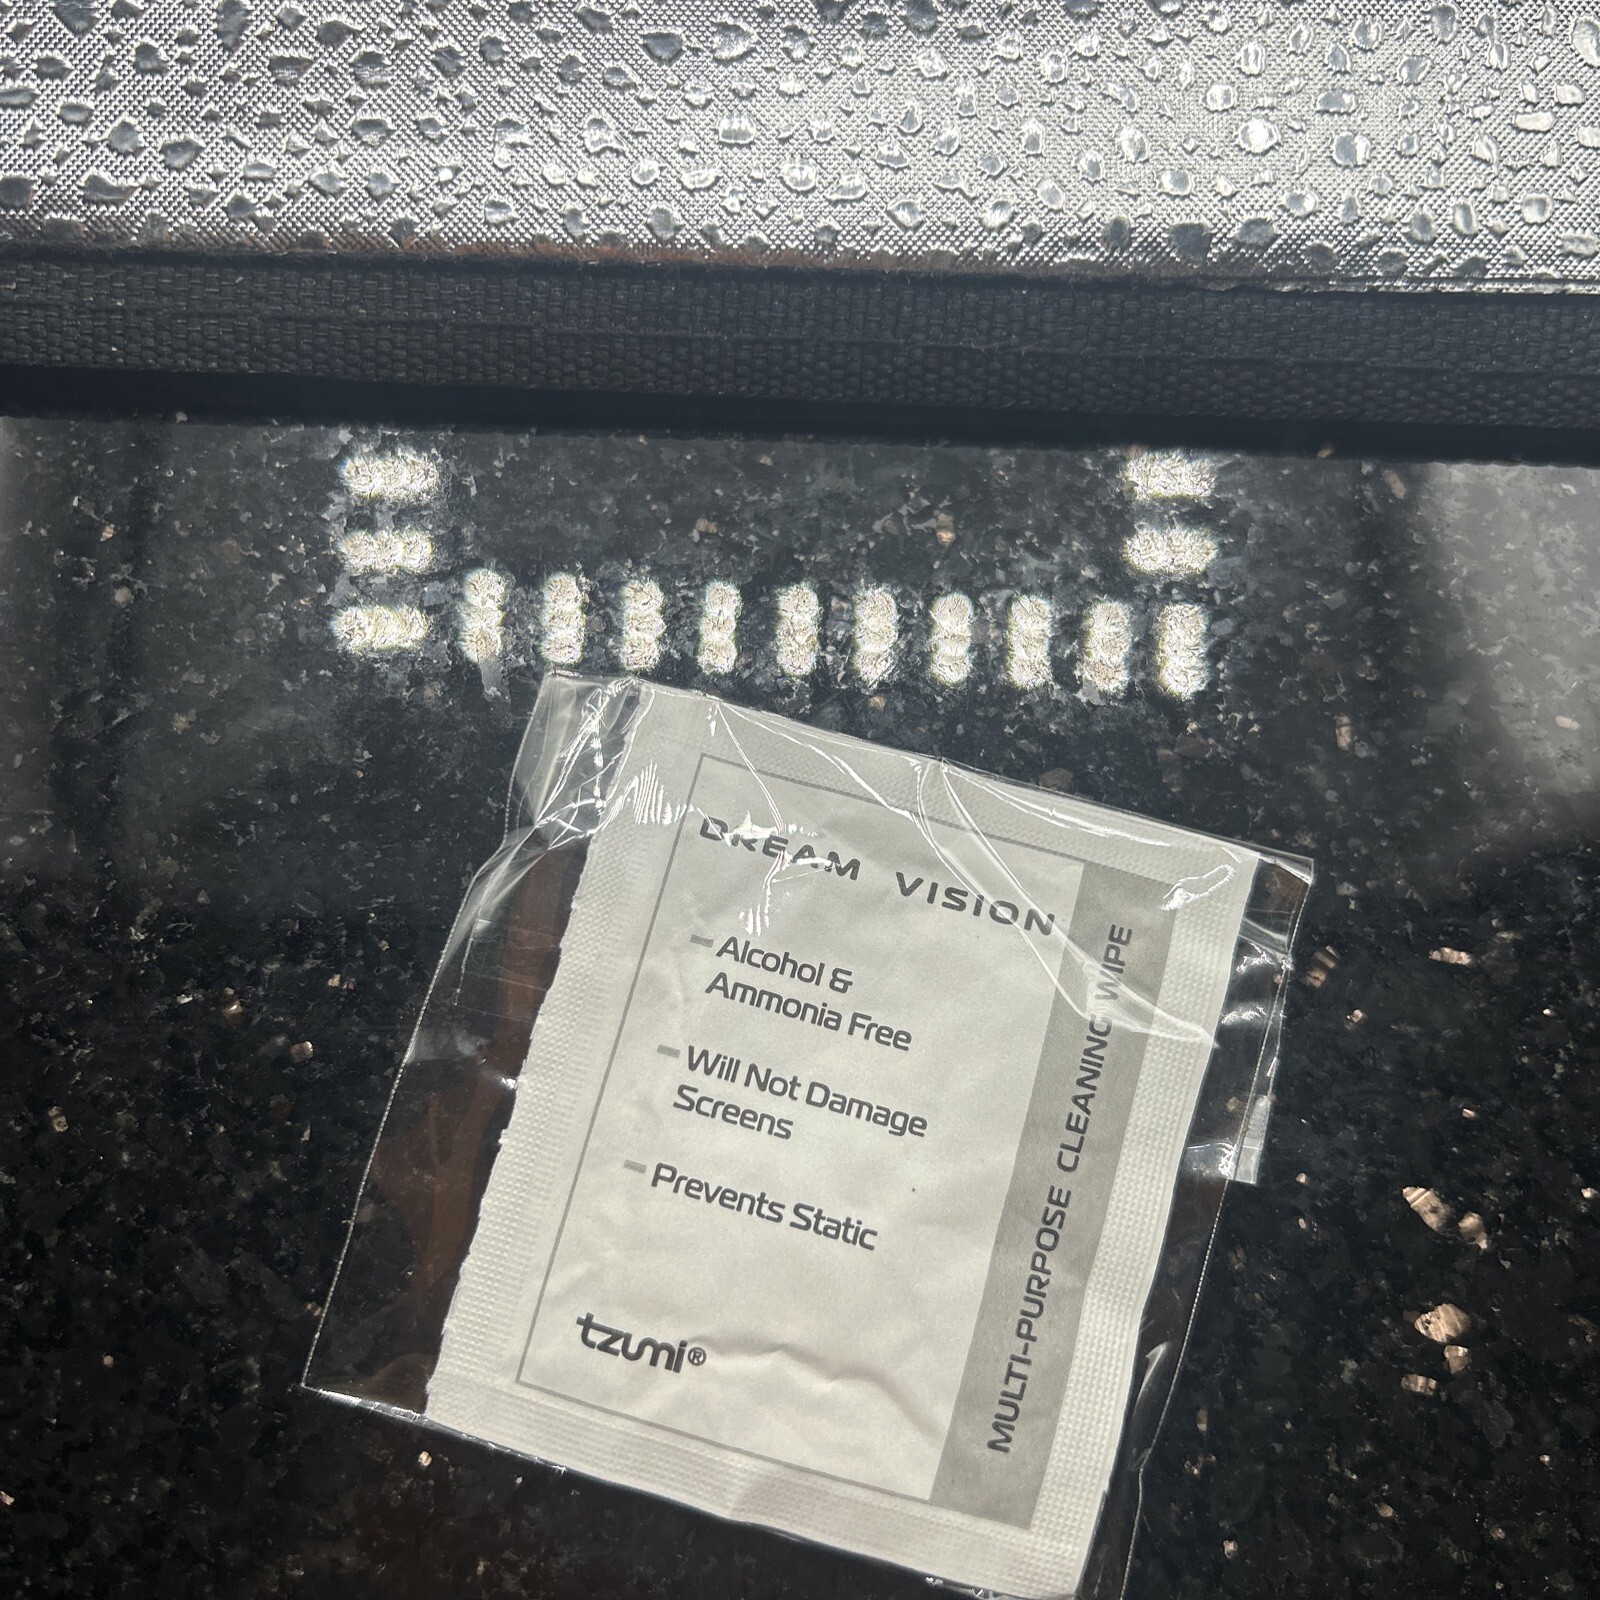 DREAM VISION
Alcohol &
Ammonia Free
Will Not Damage
Screens
Prevents Static
tzumi®
MULTI-PURPOSE CLEANING WIPE